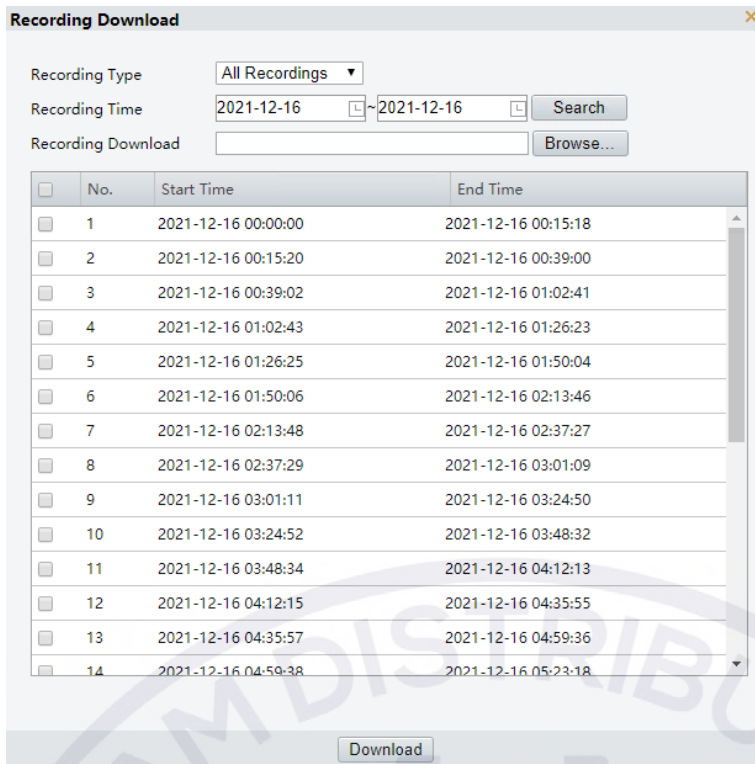 Recording Download
Recording Type All Recordings
Recording Time 2021-12-16 ~ 2021-12-16 Search
Recording Download Browse...
No. Start Time End Time
1 2021-12-16 00:00:00 2021-12-16 00:15:18
2 2021-12-16 00:15:20 2021-12-16 00:39:00
3 2021-12-16 00:39:02 2021-12-16 01:02:41
4 2021-12-16 01:02:43 2021-12-16 01:26:23
5 2021-12-16 01:26:25 2021-12-16 01:50:04
6 2021-12-16 01:50:06 2021-12-16 02:13:46
7 2021-12-16 02:13:48 2021-12-16 02:37:27
8 2021-12-16 02:37:29 2021-12-16 03:01:09
9 2021-12-16 03:01:11 2021-12-16 03:24:50
10 2021-12-16 03:24:52 2021-12-16 03:48:32
11 2021-12-16 03:48:34 2021-12-16 04:12:13
12 2021-12-16 04:12:15 2021-12-16 04:35:55
13 2021-12-16 04:35:57 2021-12-16 04:59:36
14 2021-12-16 04:59:38 2021-12-16 05:23:18
Download